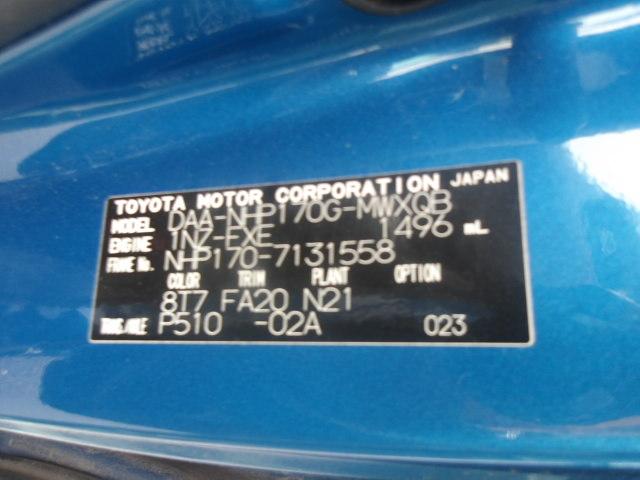 TOYOTA MOTOR CORPORATION JAPAN
MODEL DAA-NHP170G-MWXQB
ENGINE 1NZ-EXE 1496 mL
FRAME No. NHP170-7131558
COLOR TRIM PLANT OPTION
8T7 FA20 N21
TRANS/AXLE P510 -02A 023